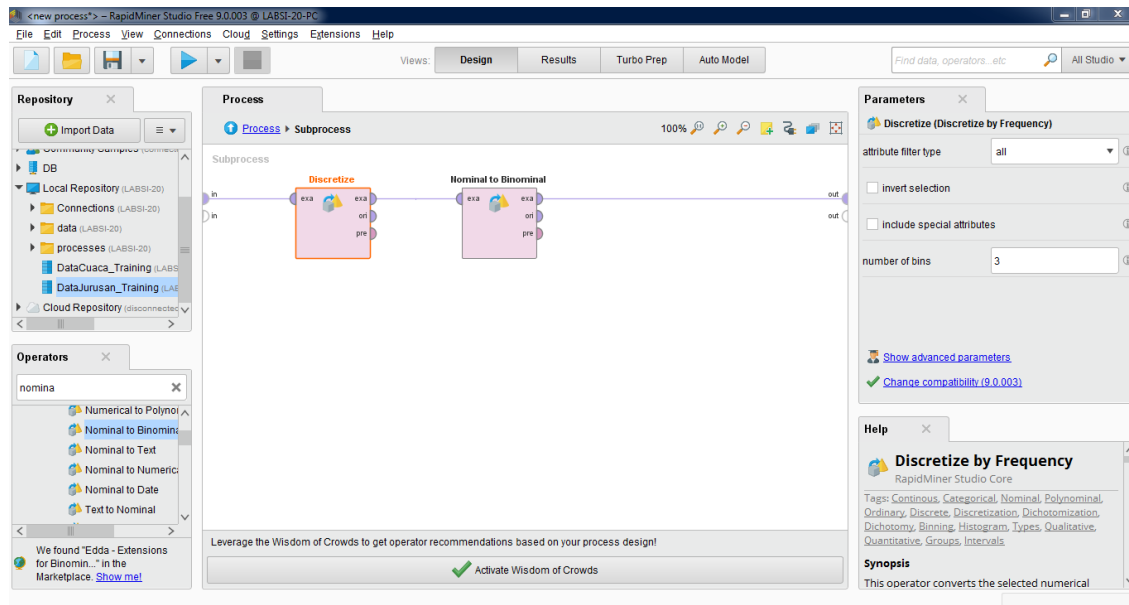 <new process*> – RapidMiner Studio Free 9.0.003 @ LABSI-20-PC
File Edit Process View Connections Cloud Settings Extensions Help
Views: Design Results Turbo Prep Auto Model
Find data, operators...etc
All Studio
Repository
Import Data
Community Samples (connect
DB
Local Repository (LABSI-20)
Connections (LABSI-20)
data (LABSI-20)
processes (LABSI-20)
DataCuaca_Training (LABS
DataJurusan_Training (LAB
Cloud Repository (disconnected
Operators
nomina
Numerical to Polynor
Nominal to Binomina
Nominal to Text
Nominal to Numerica
Nominal to Date
Text to Nominal
We found "Edda - Extensions
for Binomin..." in the
Marketplace. Show me!
Process
Process Subprocess
100%
Subprocess
Discretize
Nominal to Binominal
in
in
exa
exa
ori
pre
exa
exa
ori
pre
out
out
Leverage the Wisdom of Crowds to get operator recommendations based on your process design!
Activate Wisdom of Crowds
Parameters
Discretize (Discretize by Frequency)
attribute filter type
all
invert selection
include special attributes
number of bins
3
Show advanced parameters
Change compatibility (9.0.003)
Help
Discretize by Frequency
RapidMiner Studio Core
Tags: Continous, Categorical, Nominal, Polynominal,
Ordinary, Discrete, Discretization, Dichotomization,
Dichotomy, Binning, Histogram, Types, Qualitative,
Quantitative, Groups, Intervals
Synopsis
This operator converts the selected numerical